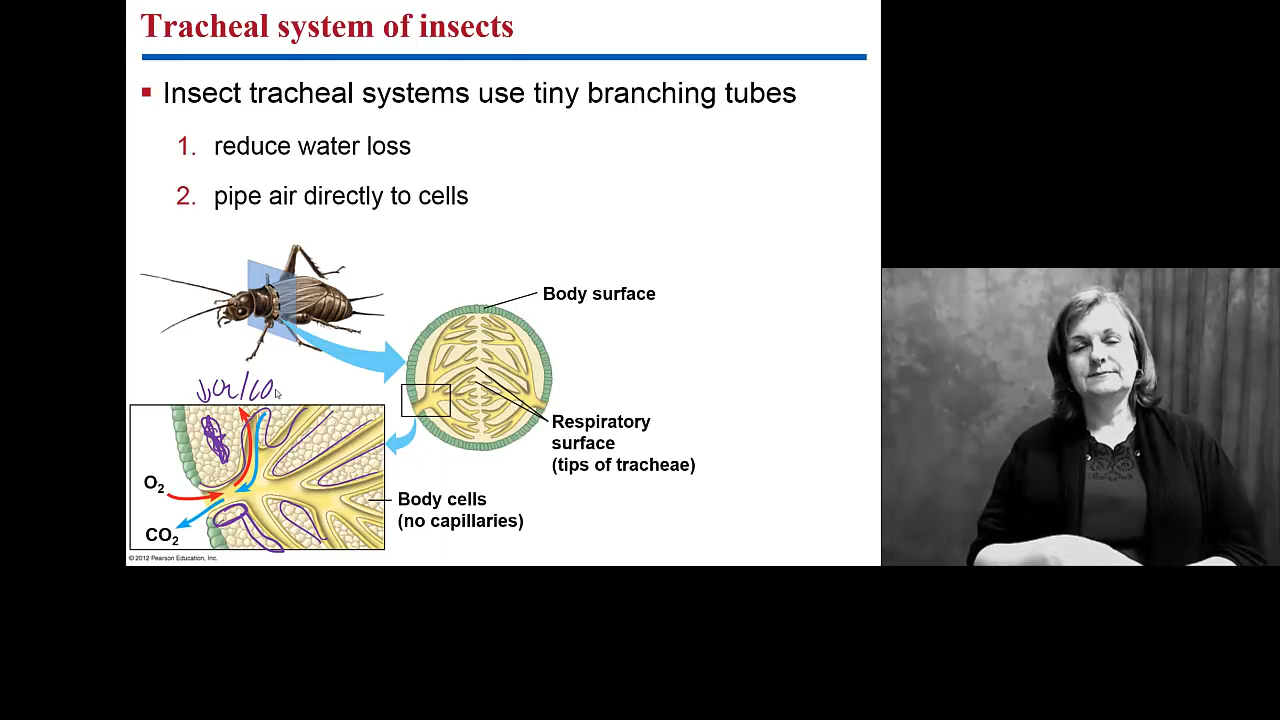 Tracheal system of insects
Insect tracheal systems use tiny branching tubes
1. reduce water loss
2. pipe air directly to cells
Body surface
Respiratory
surface
(tips of tracheae)
O₂
CO₂
Body cells
(no capillaries)
© 2012 Pearson Education, Inc.